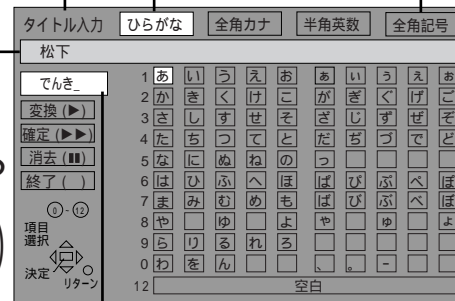 タイトル入力 ひらがな 全角カナ 半角英数 全角記号
松下
でんき_
変換 (▶)
確定 (▶▶)
消去 (▮▮)
終了 ( )
⓪-⑫
項目
選択
決定
リターン
1 あ い う え お ぁ ぃ ぅ ぇ ぉ
2 か き く け こ が ぎ ぐ げ ご
3 さ し す せ そ ざ じ ず ぜ ぞ
4 た ち つ て と だ ぢ づ で ど
5 な に ぬ ね の っ
6 は ひ ふ へ ほ ぱ ぴ ぷ ぺ ぽ
7 ま み む め も ば び ぶ べ ぼ
8 や ゆ よ ゃ ゅ ょ
9 ら り る れ ろ
0 わ を ん 、 。 -
12 空白